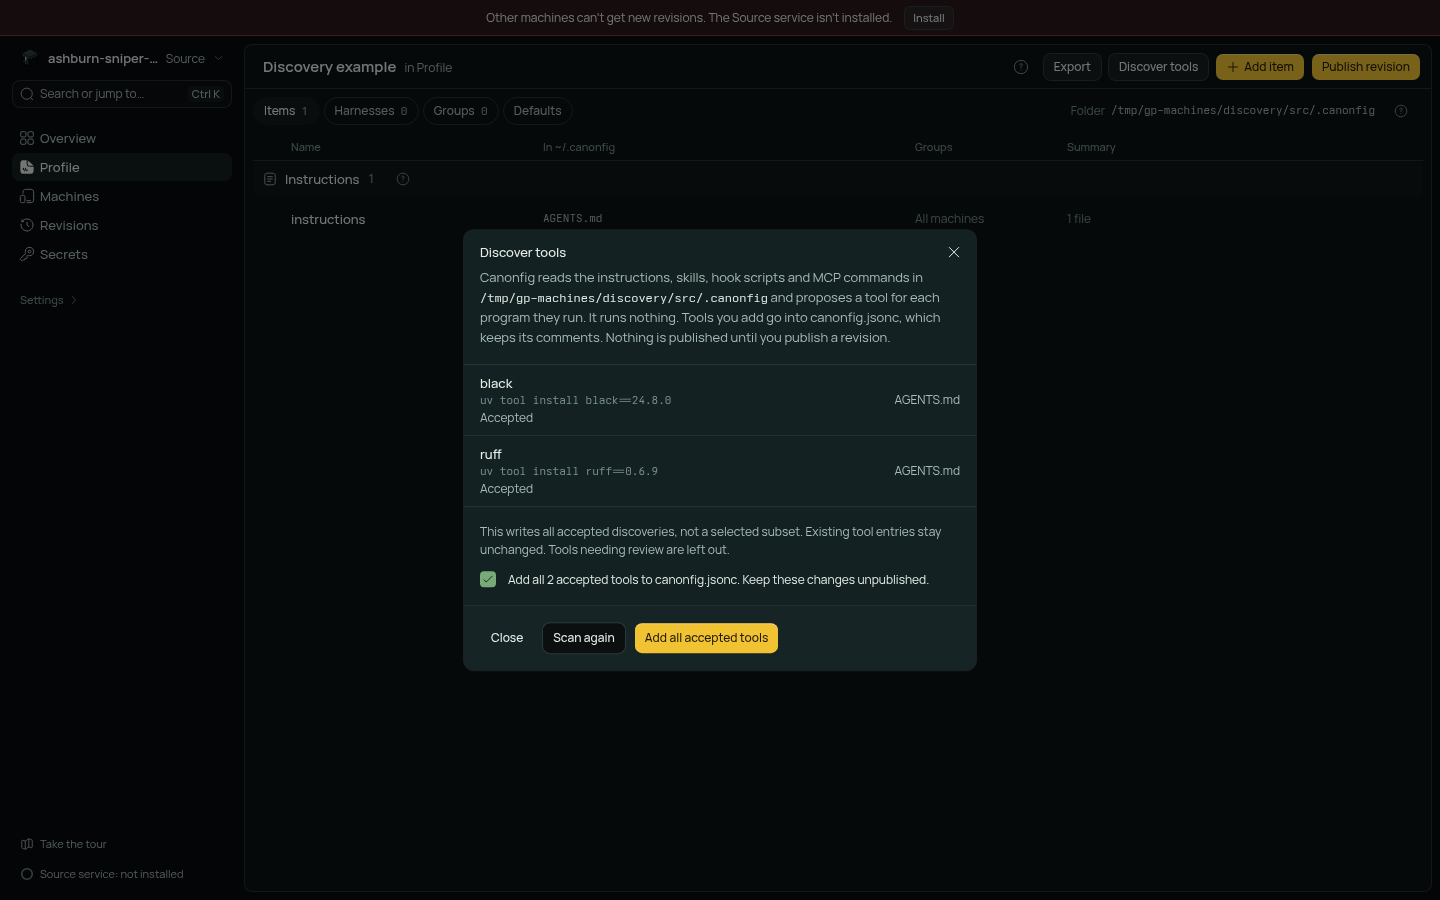 Other machines can't get new revisions. The Source service isn't installed. Install
ashburn-sniper-… Source
Search or jump to… Ctrl K
Overview
Profile
Machines
Revisions
Secrets
Settings
Take the tour
Source service: not installed
Discovery example in Profile
? Export Discover tools + Add item Publish revision
Items 1 Harnesses 0 Groups 0 Defaults
Folder /tmp/gp-machines/discovery/src/.canonfig ?
Name In ~/.canonfig Groups Summary
Instructions 1 ?
instructions AGENTS.md All machines 1 file
Discover tools
Canonfig reads the instructions, skills, hook scripts and MCP commands in
/tmp/gp-machines/discovery/src/.canonfig and proposes a tool for each
program they run. It runs nothing. Tools you add go into canonfig.jsonc, which
keeps its comments. Nothing is published until you publish a revision.
black
uv tool install black==24.8.0 AGENTS.md
Accepted
ruff
uv tool install ruff==0.6.9 AGENTS.md
Accepted
This writes all accepted discoveries, not a selected subset. Existing tool entries stay
unchanged. Tools needing review are left out.
Add all 2 accepted tools to canonfig.jsonc. Keep these changes unpublished.
Close Scan again Add all accepted tools